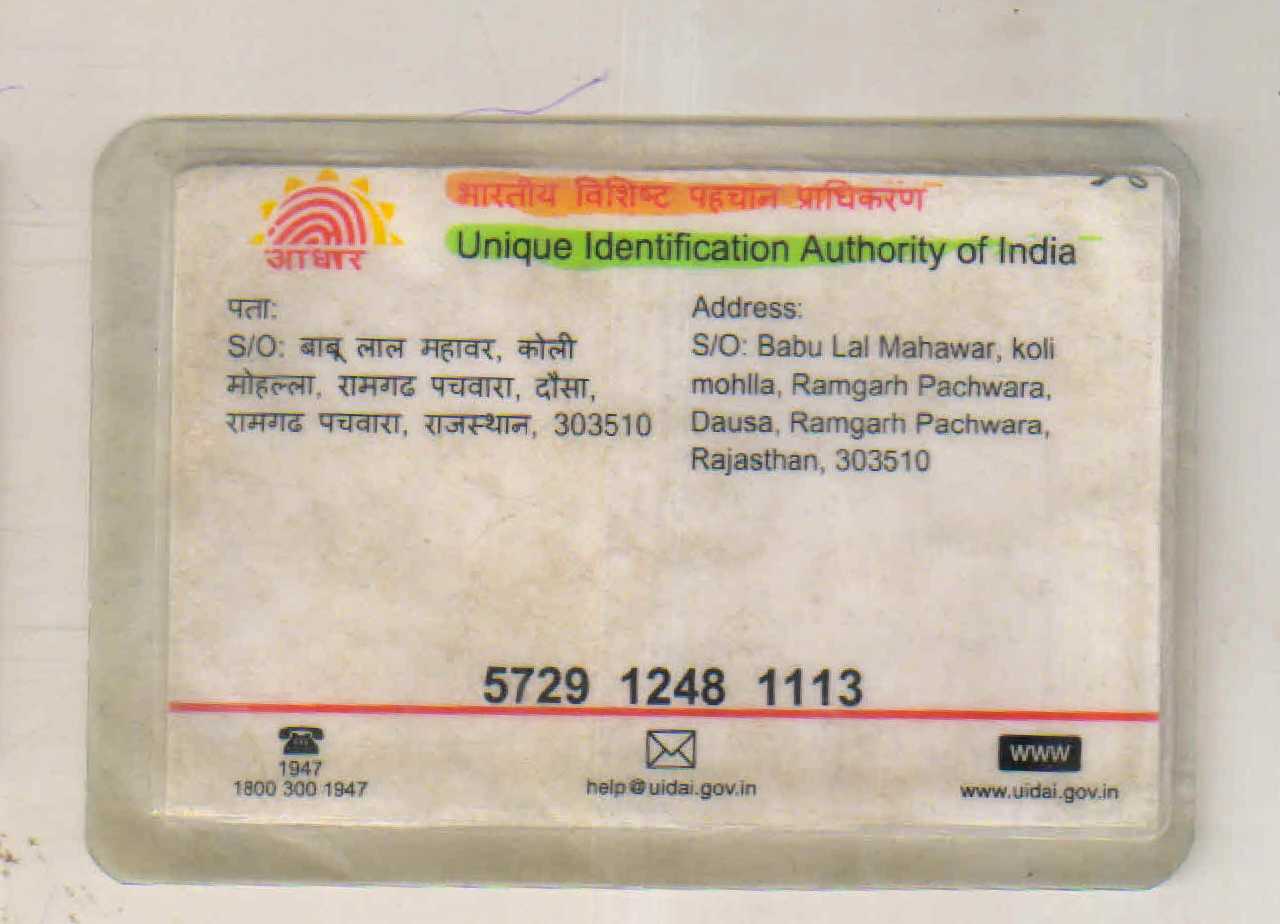 आधार
भारतीय विशिष्ट पहचान प्राधिकरण
Unique Identification Authority of India
पता:
S/O: बाबू लाल महावर, कोली
मोहल्ला, रामगढ पचवारा, दौसा,
रामगढ पचवारा, राजस्थान, 303510
Address:
S/O: Babu Lal Mahawar, koli
mohlla, Ramgarh Pachwara,
Dausa, Ramgarh Pachwara,
Rajasthan, 303510
5729 1248 1113
1947
1800 300 1947
help@uidai.gov.in
www
www.uidai.gov.in